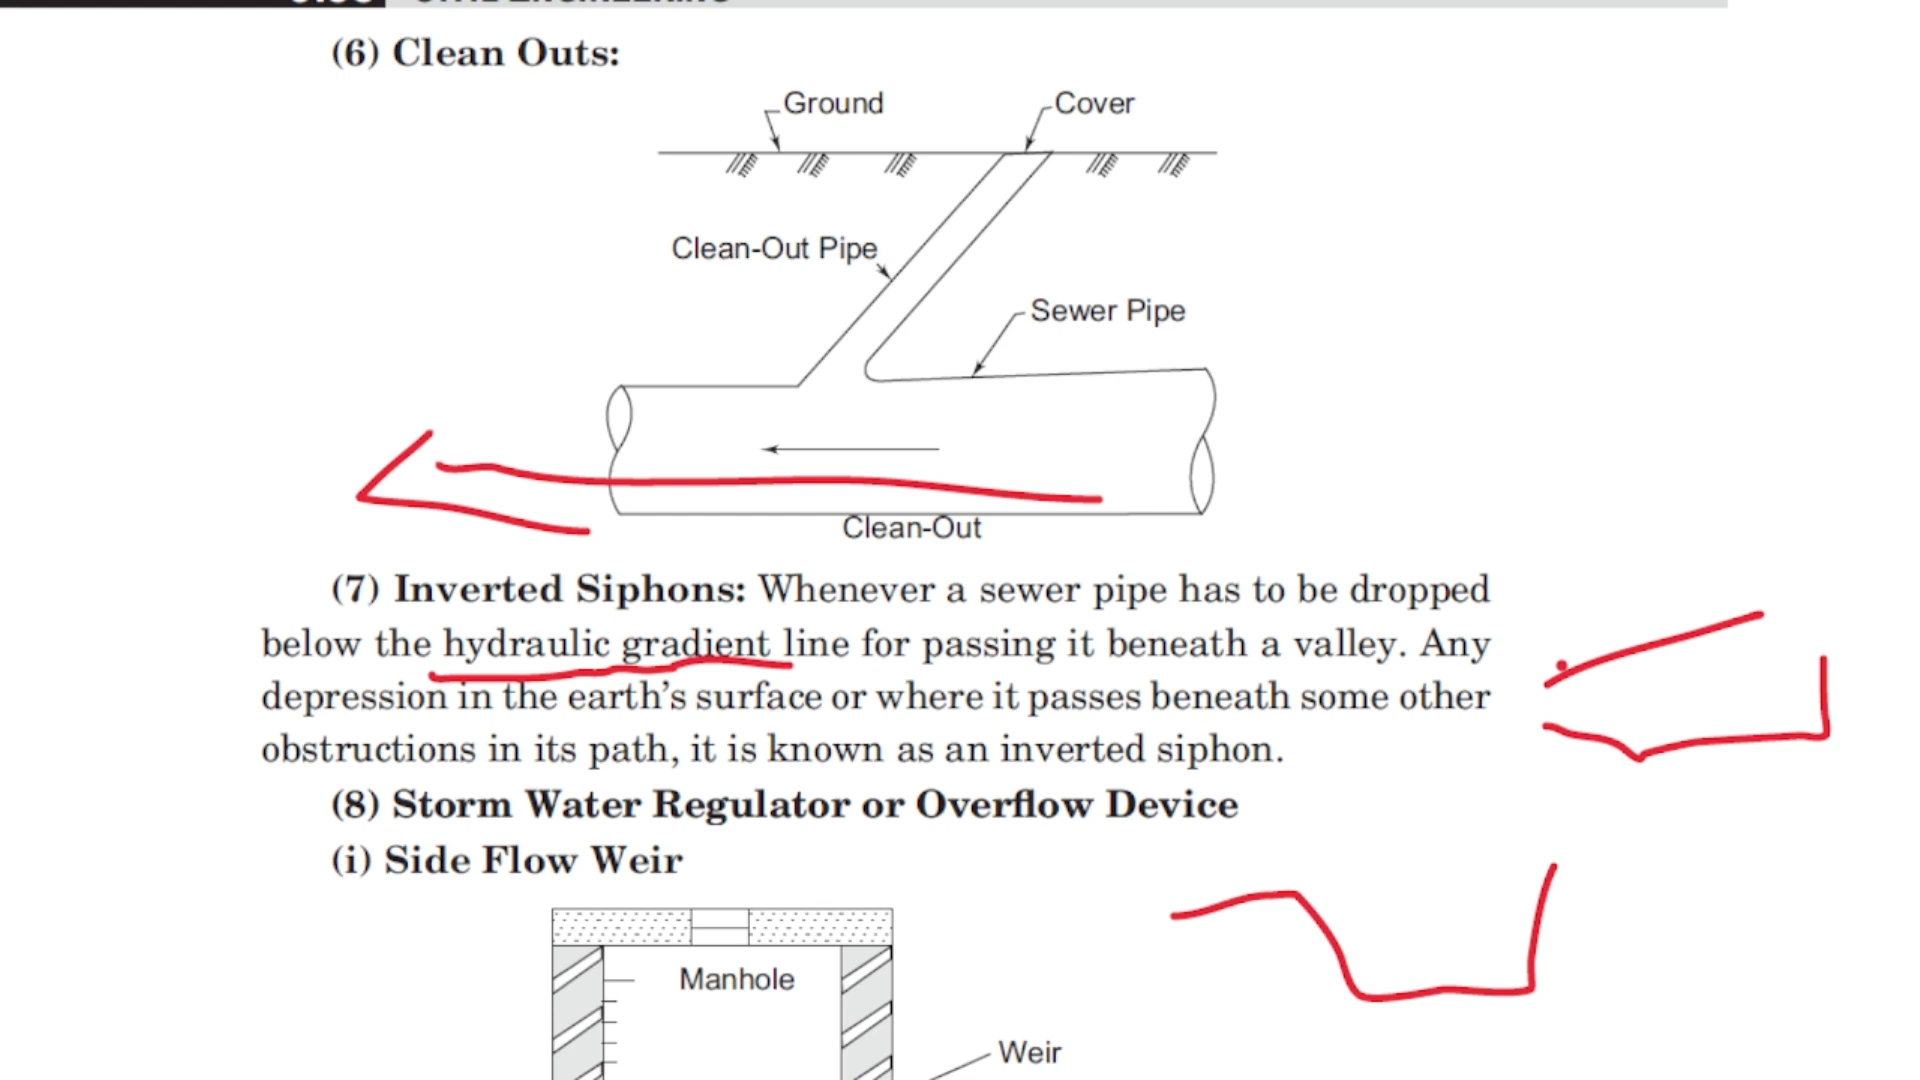 (6) Clean Outs:
Ground
Cover
Clean-Out Pipe
Sewer Pipe
Clean-Out
(7) Inverted Siphons: Whenever a sewer pipe has to be dropped
below the hydraulic gradient line for passing it beneath a valley. Any
depression in the earth's surface or where it passes beneath some other
obstructions in its path, it is known as an inverted siphon.
(8) Storm Water Regulator or Overflow Device
(i) Side Flow Weir
Manhole
Weir